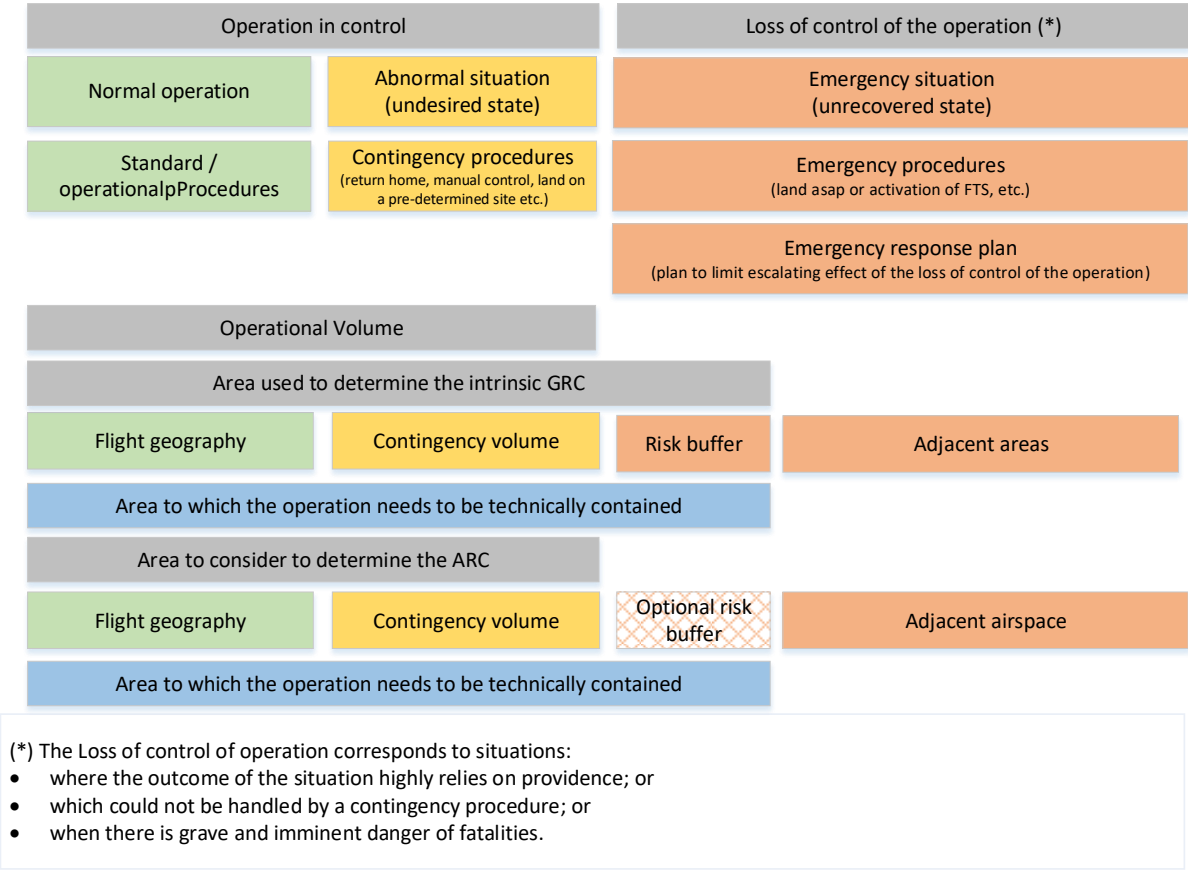 Operation in control
Loss of control of the operation (*)
Normal operation
Abnormal situation
(undesired state)
Emergency situation
(unrecovered state)
Standard /
operationalpProcedures
Contingency procedures
(return home, manual control, land on
a pre-determined site etc.)
Emergency procedures
(land asap or activation of FTS, etc.)
Emergency response plan
(plan to limit escalating effect of the loss of control of the operation)
Operational Volume
Area used to determine the intrinsic GRC
Flight geography
Contingency volume
Risk buffer
Adjacent areas
Area to which the operation needs to be technically contained
Area to consider to determine the ARC
Flight geography
Contingency volume
Optional risk
buffer
Adjacent airspace
Area to which the operation needs to be technically contained
(*) The Loss of control of operation corresponds to situations:
• where the outcome of the situation highly relies on providence; or
• which could not be handled by a contingency procedure; or
• when there is grave and imminent danger of fatalities.